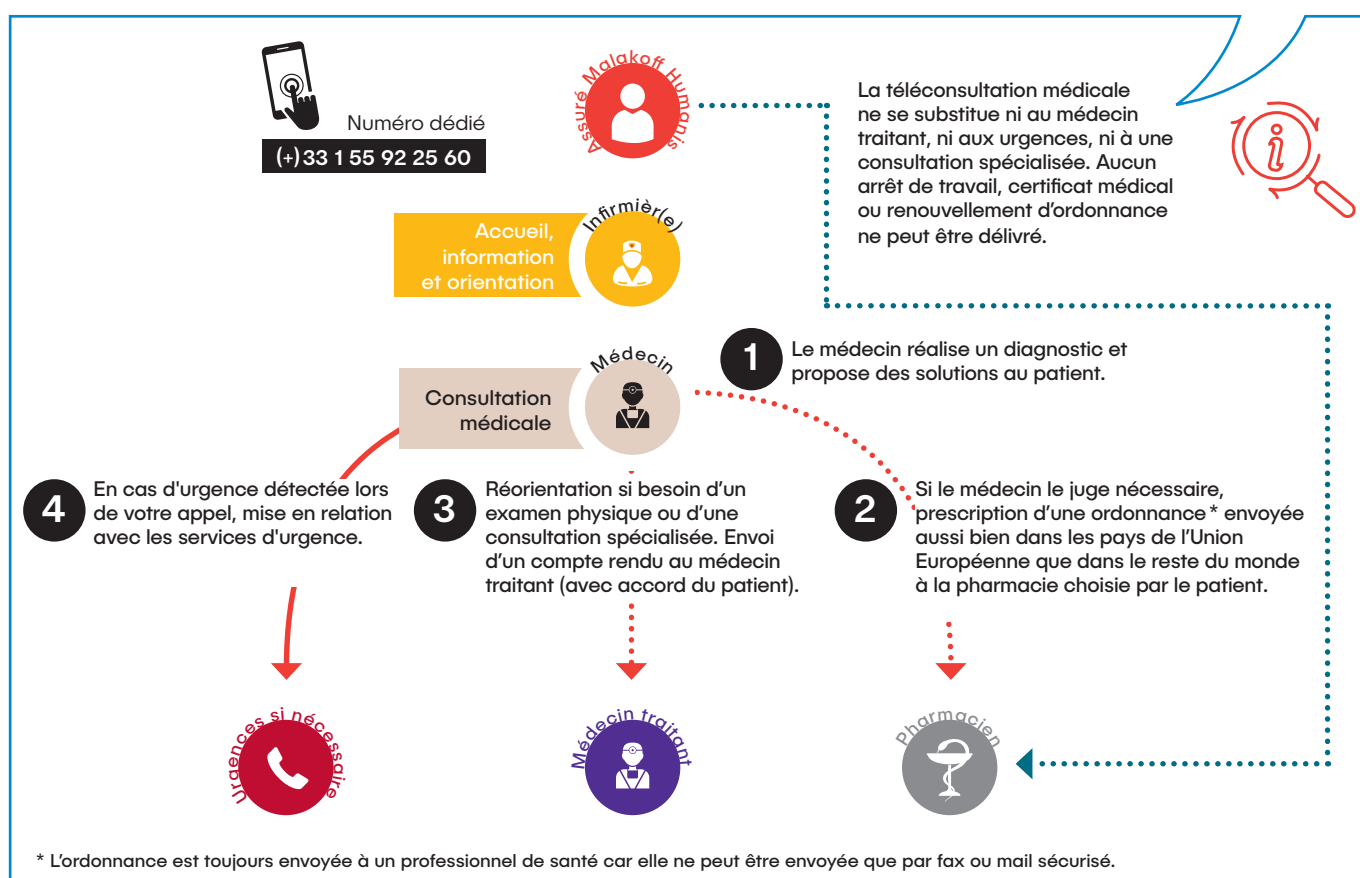 Numéro dédié
(+) 33 1 55 92 25 60
Assuré Malakoff Humanis
La téléconsultation médicale
ne se substitue ni au médecin
traitant, ni aux urgences, ni à une
consultation spécialisée. Aucun
arrêt de travail, certificat médical
ou renouvellement d’ordonnance
ne peut être délivré.
i
Infirmièr(e)
Accueil,
information
et orientation
Médecin
Consultation
médicale
1
Le médecin réalise un diagnostic et
propose des solutions au patient.
4
En cas d'urgence détectée lors
de votre appel, mise en relation
avec les services d'urgence.
3
Réorientation si besoin d’un
examen physique ou d’une
consultation spécialisée. Envoi
d’un compte rendu au médecin
traitant (avec accord du patient).
2
Si le médecin le juge nécessaire,
prescription d’une ordonnance * envoyée
aussi bien dans les pays de l’Union
Européenne que dans le reste du monde
à la pharmacie choisie par le patient.
Urgences si nécessaire
Médecin traitant
Pharmacien
* L’ordonnance est toujours envoyée à un professionnel de santé car elle ne peut être envoyée que par fax ou mail sécurisé.